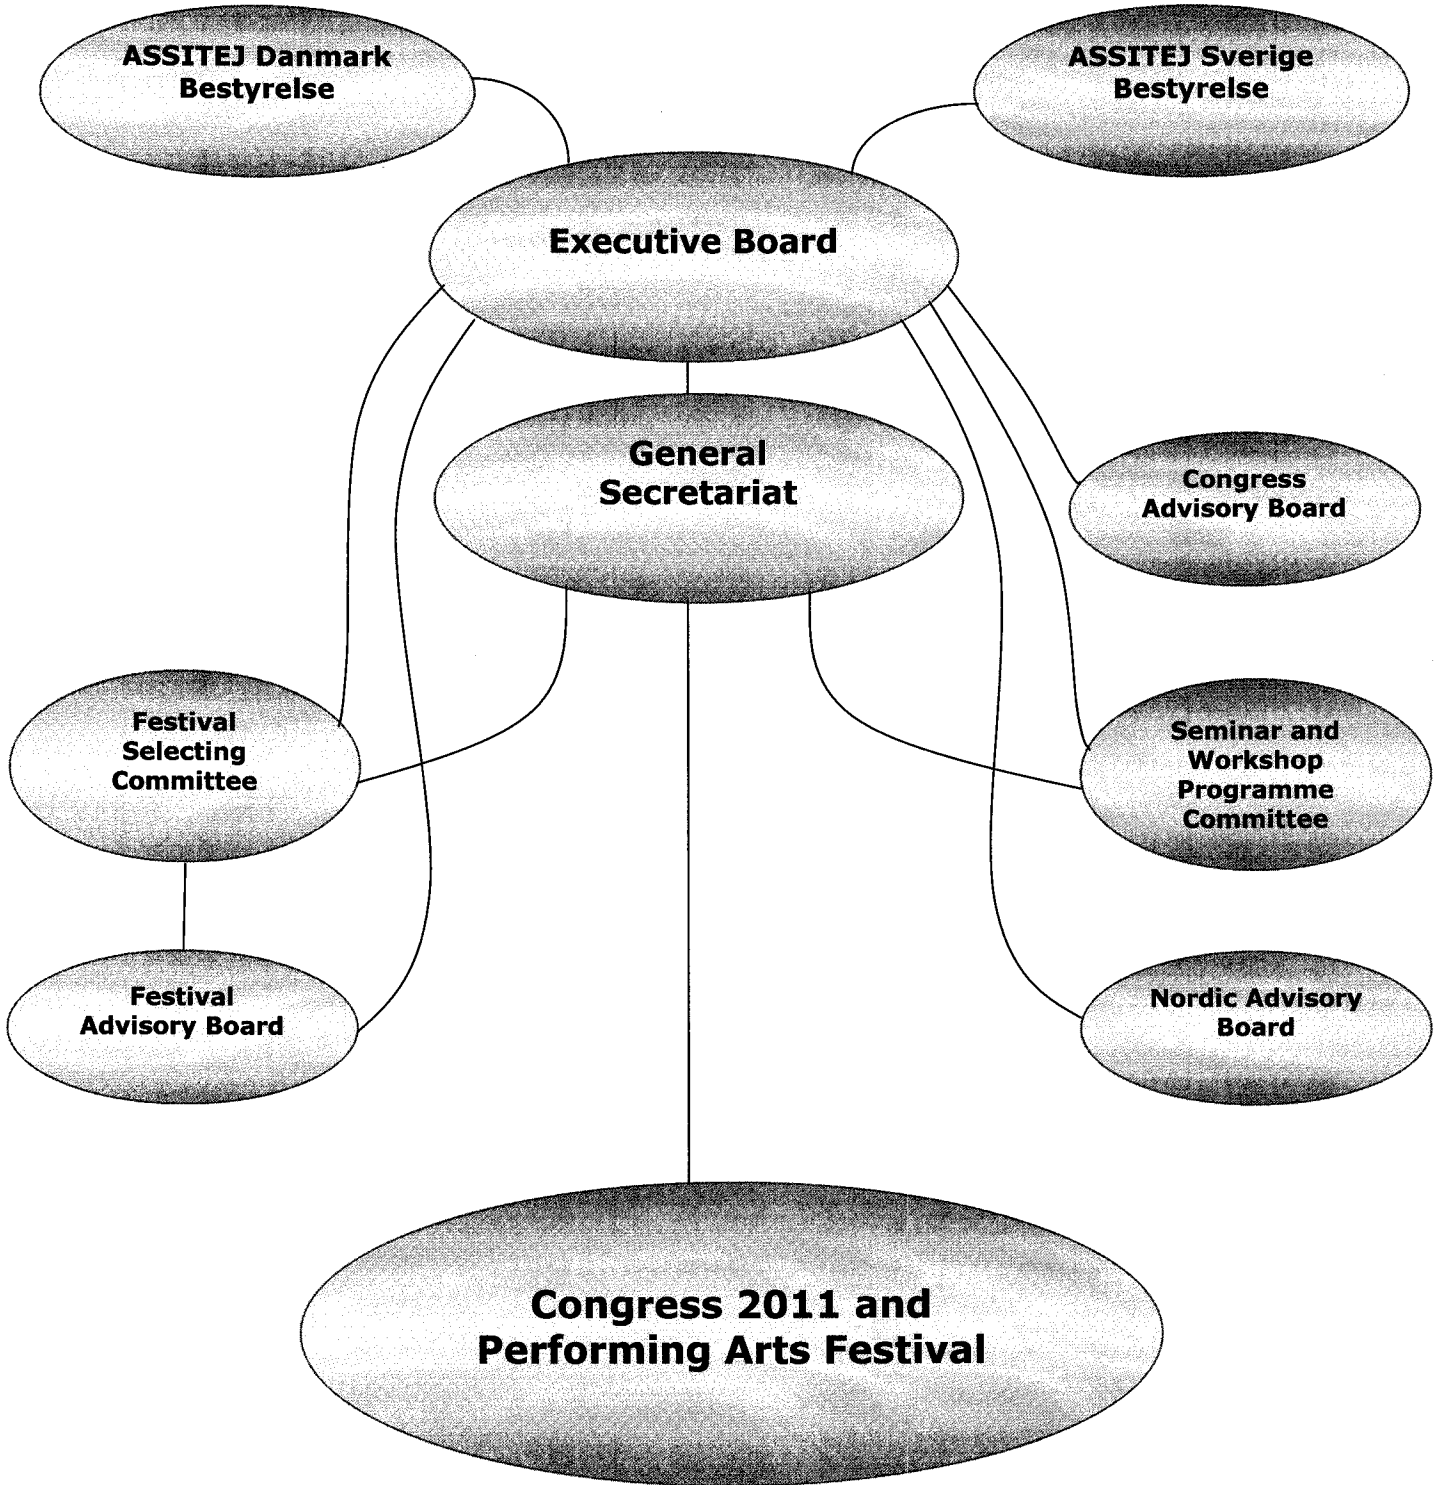 ASSITEJ Danmark
Bestyrelse
ASSITEJ Sverige
Bestyrelse
Executive Board
General
Secretariat
Congress
Advisory Board
Festival
Selecting
Committee
Seminar and
Workshop
Programme
Committee
Festival
Advisory Board
Nordic Advisory
Board
Congress 2011 and
Performing Arts Festival